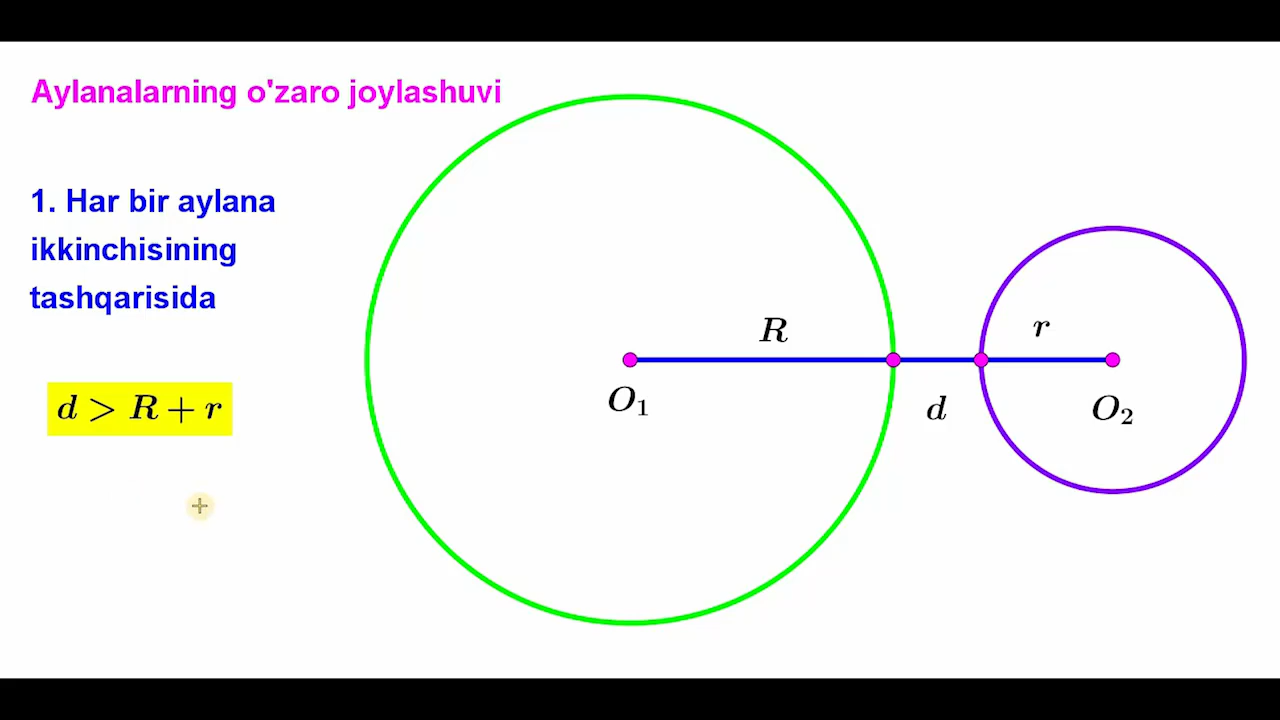 Aylanalarning o'zaro joylashuvi
1. Har bir aylana
ikkinchisining
tashqarisida
d > R + r
R
r
O₁
d
O₂